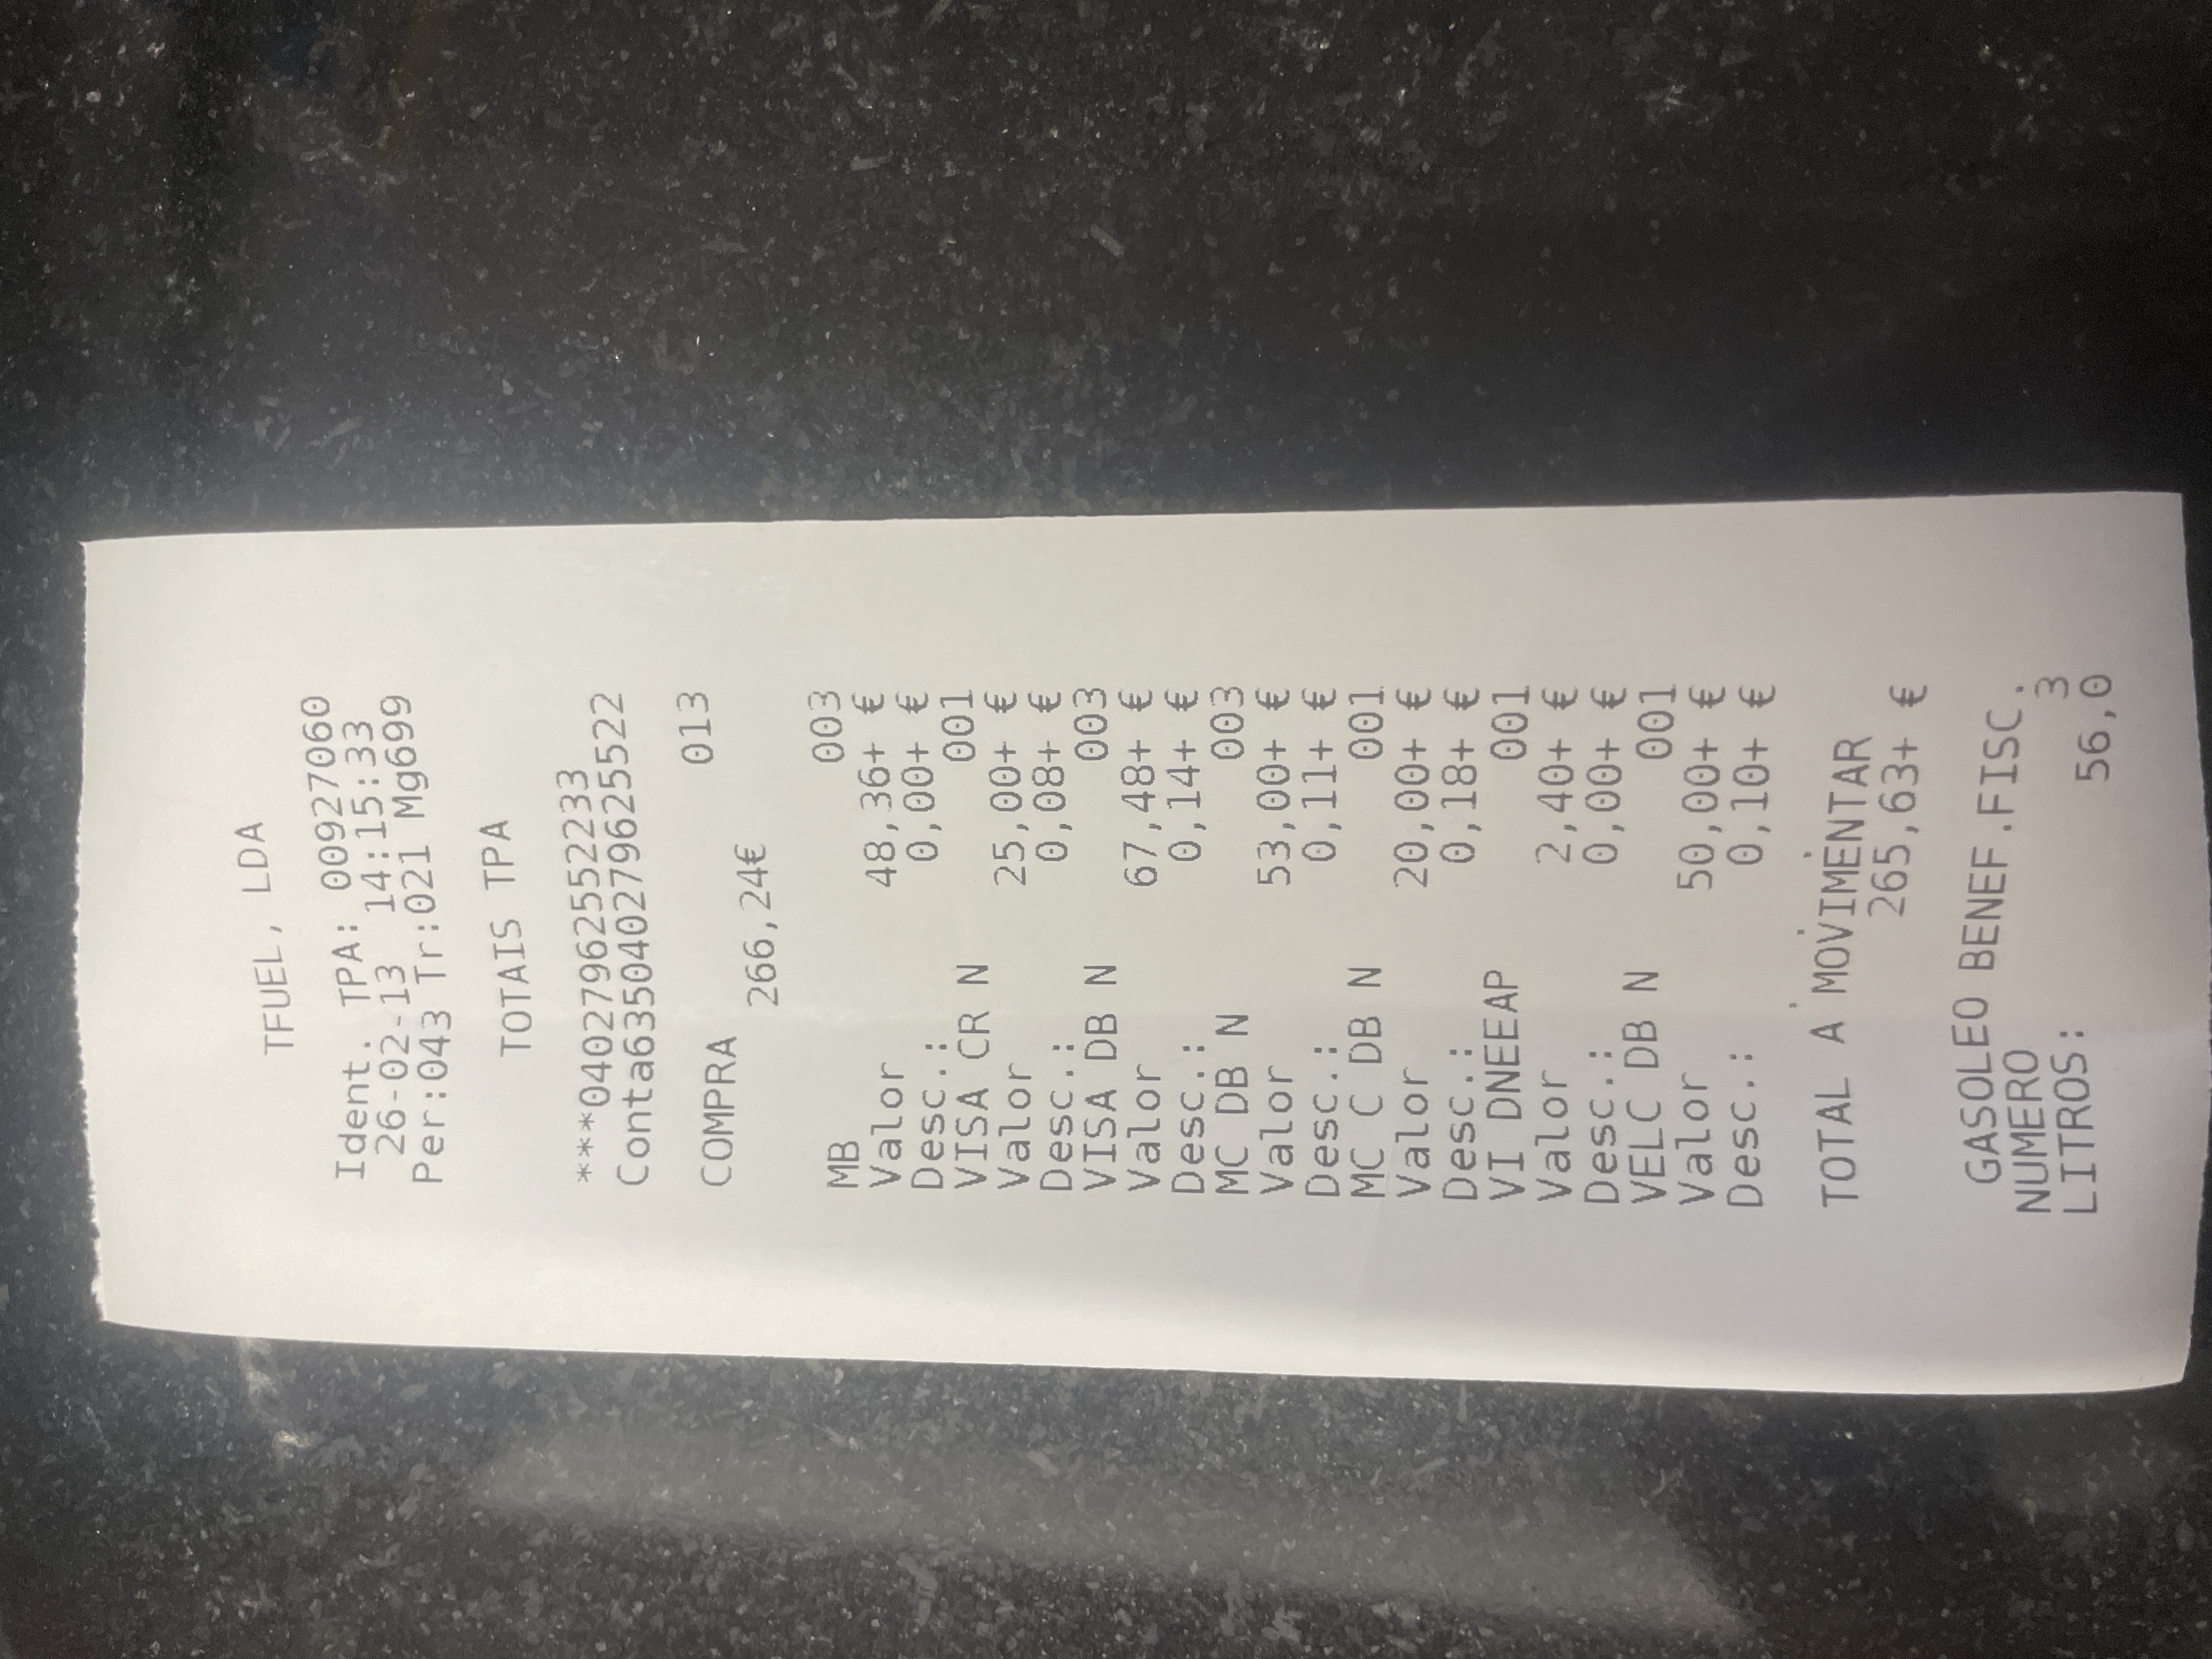 TFUEL, LDA
Ident. TPA: 00927060
26-02-13 14:15:33
Per:043 Tr:021 Mg699
TOTAIS TPA
***04027962552233
Conta635040279625522
COMPRA 013
266,24€
MB 003
Valor 48,36+ €
Desc.: 0,00+ €
VISA CR N 001
Valor 25,00+ €
Desc.: 0,08+ €
VISA DB N 003
Valor 67,48+ €
Desc.: 0,14+ €
MC DB N 003
Valor 53,00+ €
Desc.: 0,11+ €
MC C DB N 001
Valor 20,00+ €
Desc.: 0,18+ €
VI DNEEAP 001
Valor 2,40+ €
Desc.: 0,00+ €
VELC DB N 001
Valor 50,00+ €
Desc.: 0,10+ €
TOTAL A MOVIMENTAR
265,63+ €
GASOLEO BENEF.FISC.
NUMERO 3
LITROS: 56,0